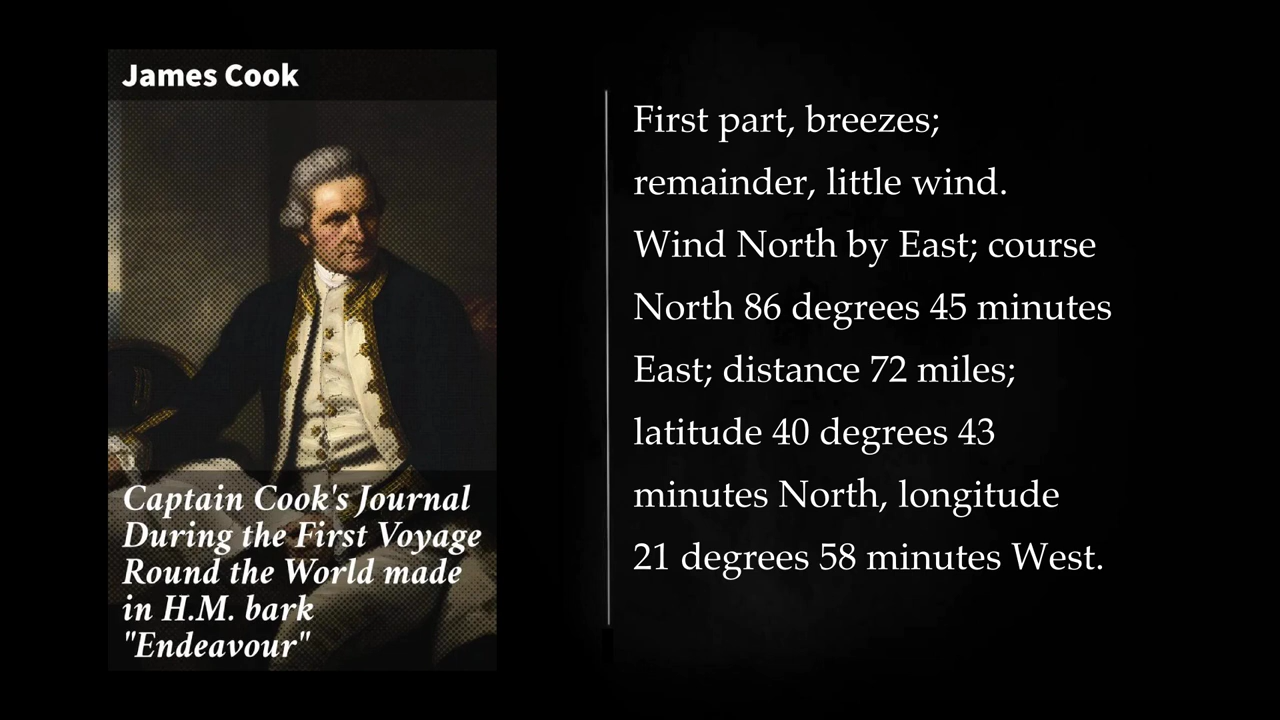 James Cook
Captain Cook's Journal
During the First Voyage
Round the World made
in H.M. bark
"Endeavour"
First part, breezes;
remainder, little wind.
Wind North by East; course
North 86 degrees 45 minutes
East; distance 72 miles;
latitude 40 degrees 43
minutes North, longitude
21 degrees 58 minutes West.